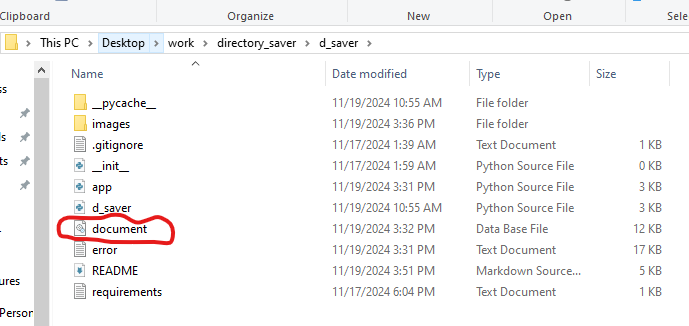 Clipboard Organize New Open Sele
This PC > Desktop > work > directory_saver > d_saver >
Name Date modified Type Size
__pycache__ 11/19/2024 10:55 AM File folder
images 11/19/2024 3:36 PM File folder
.gitignore 11/17/2024 1:39 AM Text Document 1 KB
__init__ 11/17/2024 1:59 AM Python Source File 0 KB
app 11/19/2024 3:31 PM Python Source File 3 KB
d_saver 11/19/2024 10:55 AM Python Source File 3 KB
document 11/19/2024 3:32 PM Data Base File 12 KB
error 11/19/2024 3:31 PM Text Document 17 KB
README 11/19/2024 3:51 PM Markdown Source... 5 KB
requirements 11/17/2024 6:04 PM Text Document 1 KB
ures
Person